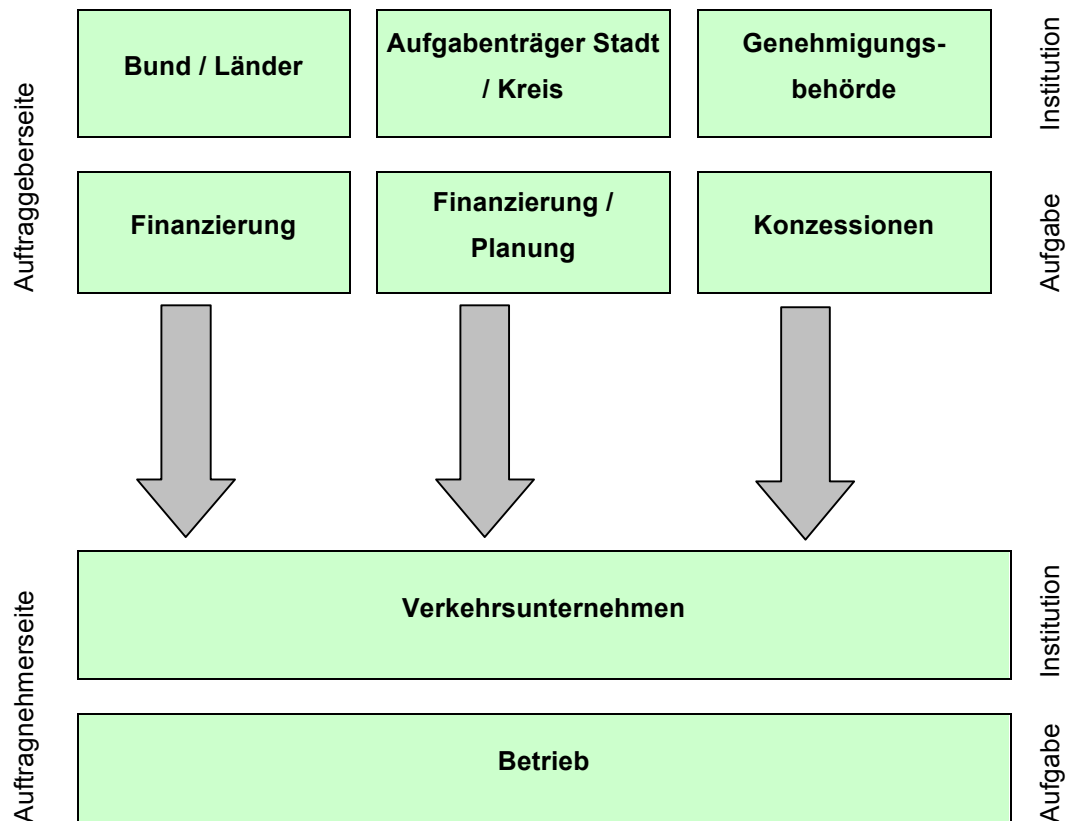 Auftraggeberseite
Bund / Länder
Aufgabenträger Stadt
/ Kreis
Genehmigungs-
behörde
Institution
Finanzierung
Finanzierung /
Planung
Konzessionen
Aufgabe
Auftragnehmerseite
Verkehrsunternehmen
Institution
Betrieb
Aufgabe